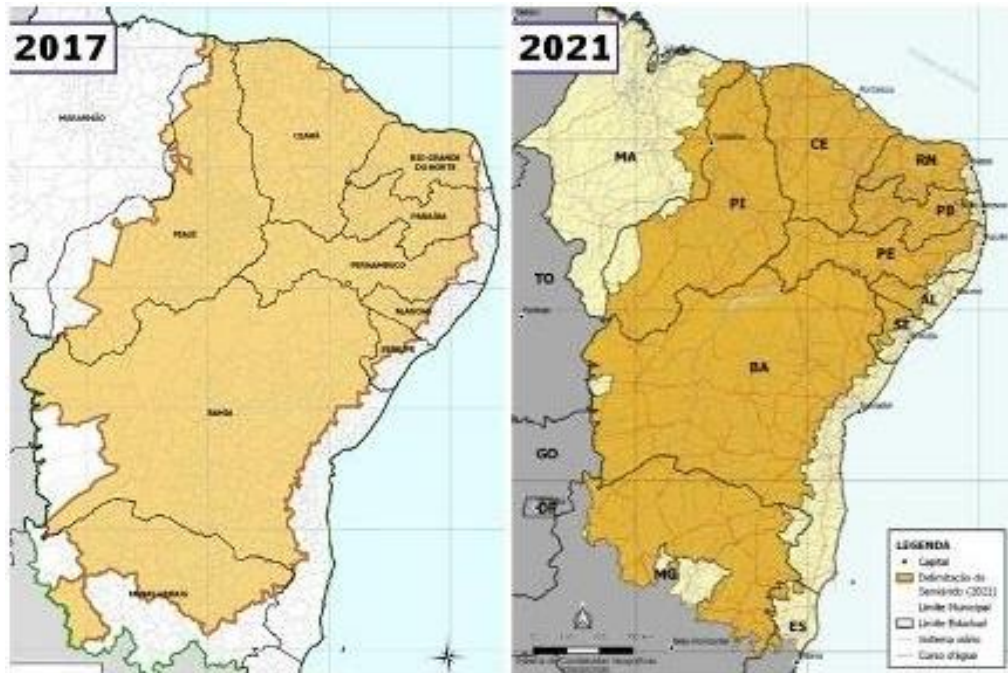 2017
MARANHÃO
CEARÁ
RIO GRANDE
DO NORTE
PARAÍBA
PIAUÍ
PERNAMBUCO
ALAGOAS
SERGIPE
BAHIA
MINAS GERAIS
2021
Fortaleza
MA
CE
RN
PI
PB
PE
TO
AL
SE
BA
Salvador
GO
DF
MG
ES
LEGENDA
Capital
Delimitação do
Semiárido (2021)
Limite Municipal
Limite Estadual
Sistema viário
Curso d'água